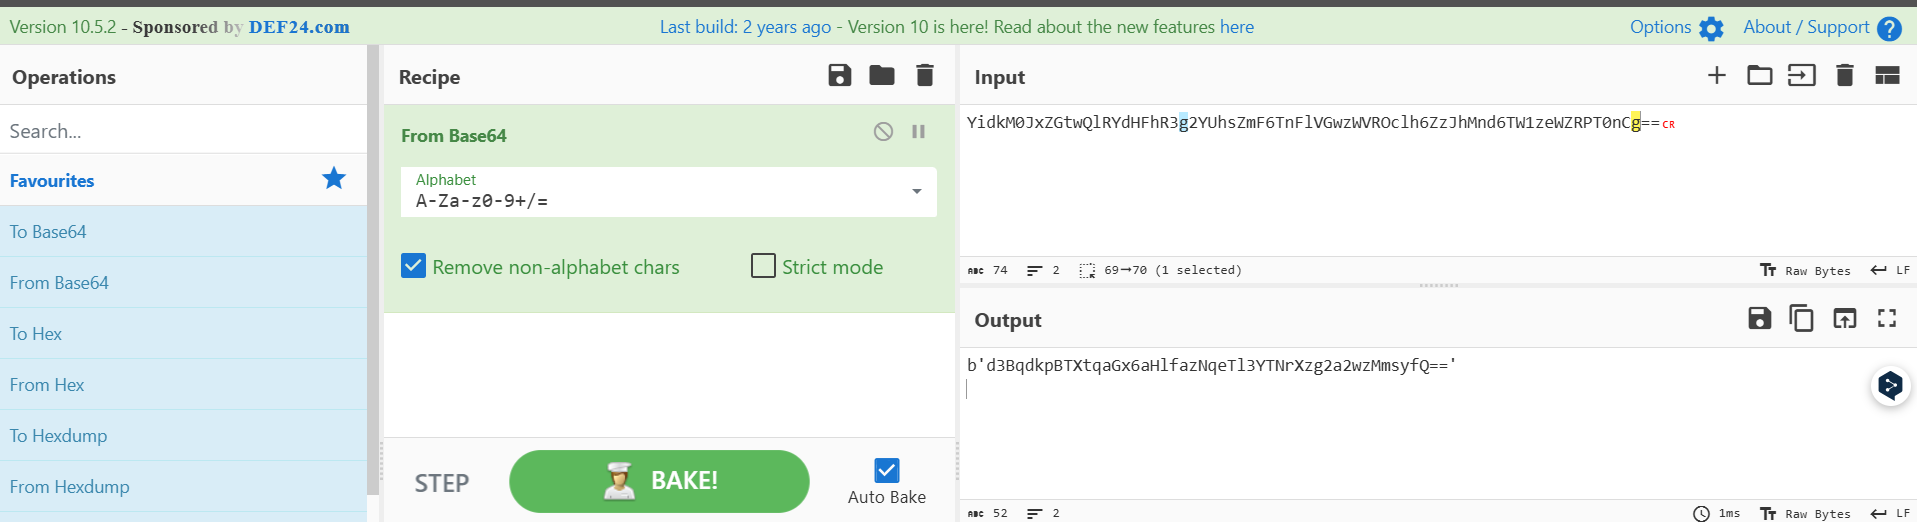 Version 10.5.2 - Sponsored by DEF24.com
Last build: 2 years ago - Version 10 is here! Read about the new features here
Options
About / Support
Operations
Search...
Favourites
To Base64
From Base64
To Hex
From Hex
To Hexdump
From Hexdump
Recipe
From Base64
Alphabet
A-Za-z0-9+/=
Remove non-alphabet chars
Strict mode
STEP
BAKE!
Auto Bake
Input
YidkM0JxZGtwQlRYdHFhR3g2YUhsZmF6TnFlVGwzWVROclh6ZzJhMnd6TW1zeWZRPT0nCg==CR
ABC 74
2
69→70 (1 selected)
Raw Bytes
LF
Output
b'd3BqdkpBTXtqaGx6aHlfazNqeTl3YTNrXzg2a2wzMmsyfQ=='
ABC 52
2
1ms
Raw Bytes
LF